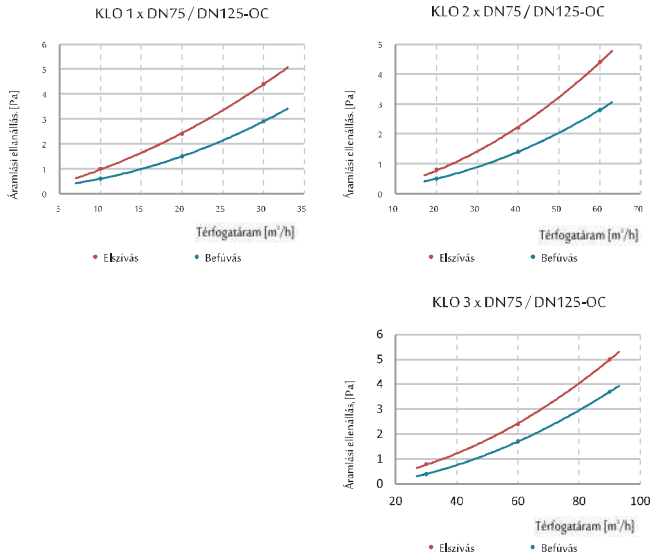 KLO 1 x DN75 / DN125-OC
Áramlási ellenállás, [Pa]
6
5
4
3
2
1
0
5 10 15 20 25 30 35
Térfogatáram [m³/h]
Elszívás Befúvás
KLO 2 x DN75 / DN125-OC
Áramlási ellenállás, [Pa]
5
4
3
2
1
0
10 20 30 40 50 60 70
Térfogatáram [m³/h]
Elszívás Befúvás
KLO 3 x DN75 / DN125-OC
Áramlási ellenállás, [Pa]
6
5
4
3
2
1
0
20 40 60 80 100
Térfogatáram [m³/h]
Elszívás Befúvás